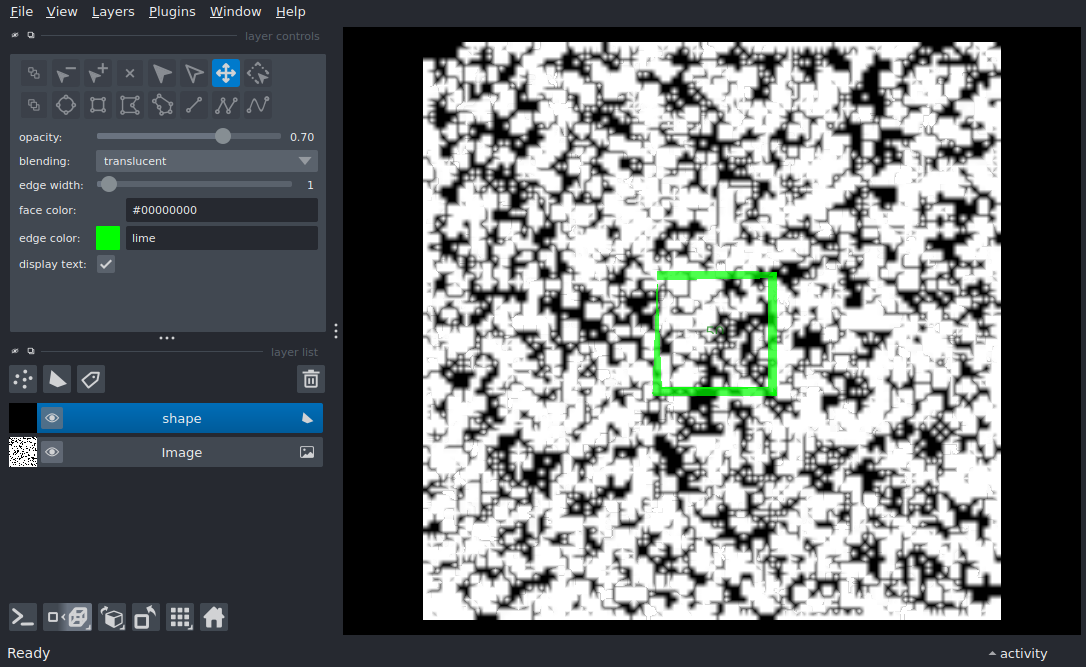 File View Layers Plugins Window Help
layer controls
opacity: 0.70
blending: translucent
edge width: 1
face color: #00000000
edge color: lime
display text:
layer list
shape
Image
Ready activity